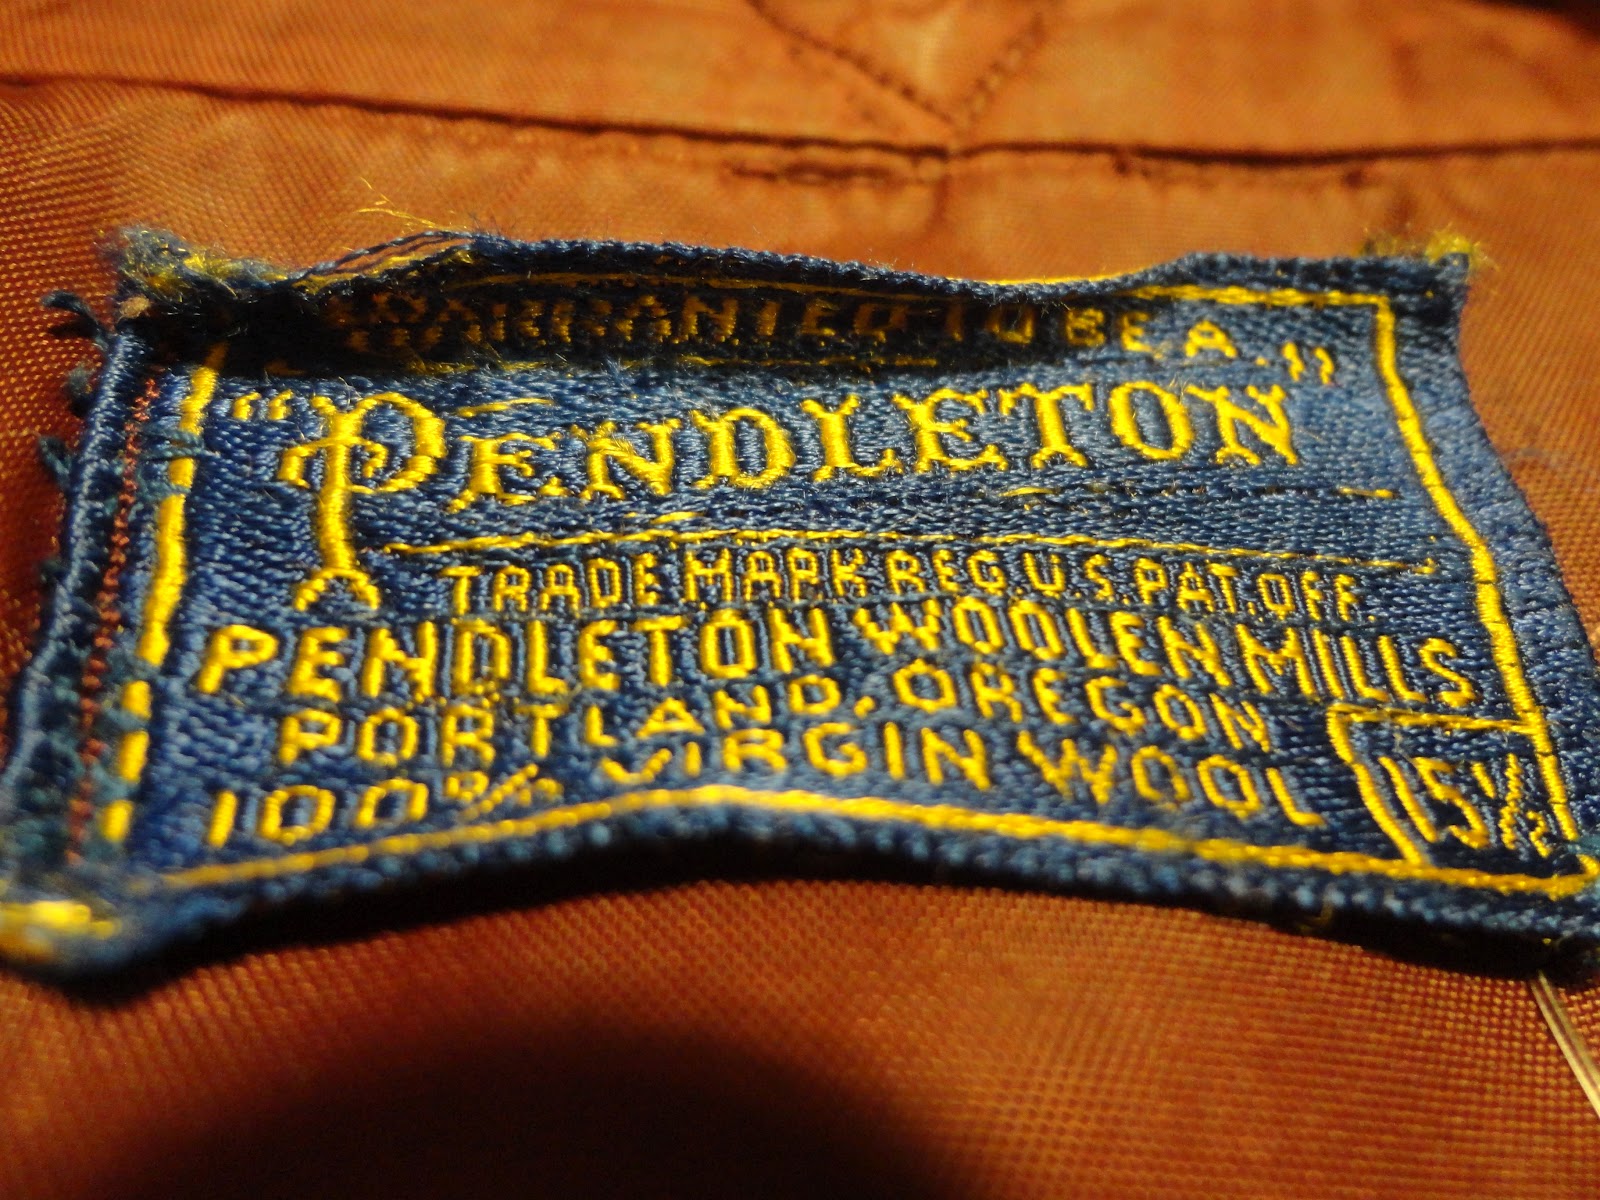 WARRANTED TO BE A
"PENDLETON"
TRADE MARK REG. U.S. PAT. OFF.
PENDLETON WOOLEN MILLS
PORTLAND, OREGON
100% VIRGIN WOOL
15½